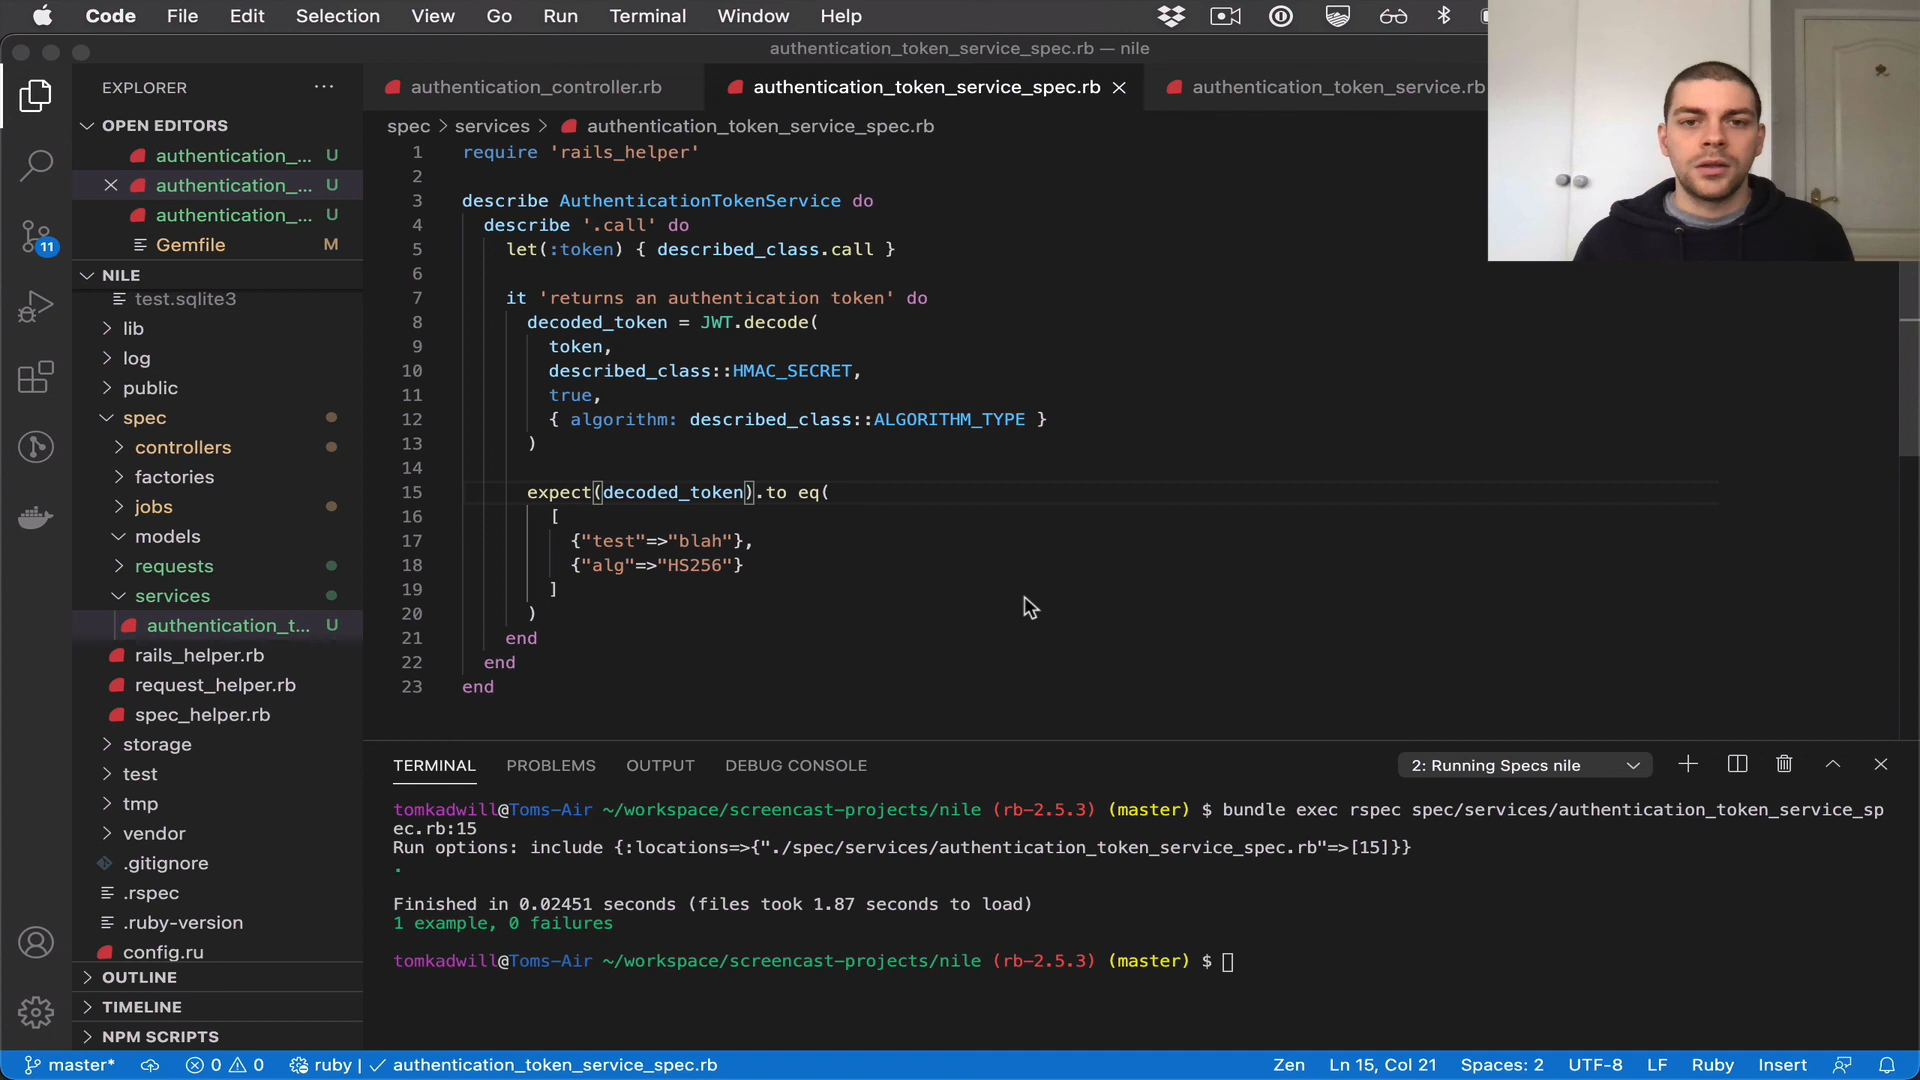 Code File Edit Selection View Go Run Terminal Window Help
authentication_token_service_spec.rb — nile
EXPLORER
authentication_controller.rb
authentication_token_service_spec.rb
authentication_token_service.rb
OPEN EDITORS
authentication_... U
authentication_... U
authentication_... U
Gemfile M
11
NILE
test.sqlite3
lib
log
public
spec
controllers
factories
jobs
models
requests
services
authentication_t... U
rails_helper.rb
request_helper.rb
spec_helper.rb
storage
test
tmp
vendor
.gitignore
.rspec
.ruby-version
config.ru
OUTLINE
TIMELINE
NPM SCRIPTS
spec > services > authentication_token_service_spec.rb
1 require 'rails_helper'
2
3 describe AuthenticationTokenService do
4 describe '.call' do
5 let(:token) { described_class.call }
6
7 it 'returns an authentication token' do
8 decoded_token = JWT.decode(
9 token,
10 described_class::HMAC_SECRET,
11 true,
12 { algorithm: described_class::ALGORITHM_TYPE }
13 )
14
15 expect(decoded_token).to eq(
16 [
17 {"test"=>"blah"},
18 {"alg"=>"HS256"}
19 ]
20 )
21 end
22 end
23 end
TERMINAL PROBLEMS OUTPUT DEBUG CONSOLE 2: Running Specs nile
tomkadwill@Toms-Air ~/workspace/screencast-projects/nile (rb-2.5.3) (master) $ bundle exec rspec spec/services/authentication_token_service_sp
ec.rb:15
Run options: include {:locations=>{"./spec/services/authentication_token_service_spec.rb"=>[15]}}
.
Finished in 0.02451 seconds (files took 1.87 seconds to load)
1 example, 0 failures
tomkadwill@Toms-Air ~/workspace/screencast-projects/nile (rb-2.5.3) (master) $
master* 0 0 ruby | ✓ authentication_token_service_spec.rb Zen Ln 15, Col 21 Spaces: 2 UTF-8 LF Ruby Insert